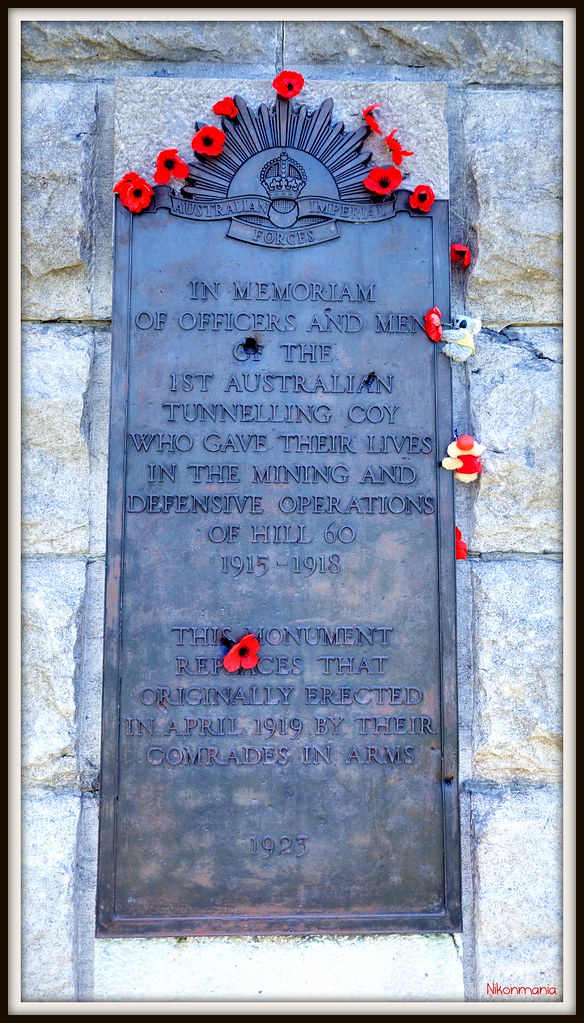 AUSTRALIAN IMPERIAL
FORCES
IN MEMORIAM
OF OFFICERS AND MEN
OF THE
1ST AUSTRALIAN
TUNNELLING COY
WHO GAVE THEIR LIVES
IN THE MINING AND
DEFENSIVE OPERATIONS
OF HILL 60
1915-1918
THIS MONUMENT
REPLACES THAT
ORIGINALLY ERECTED
IN APRIL 1919 BY THEIR
COMRADES IN ARMS
1923
Nikonmania